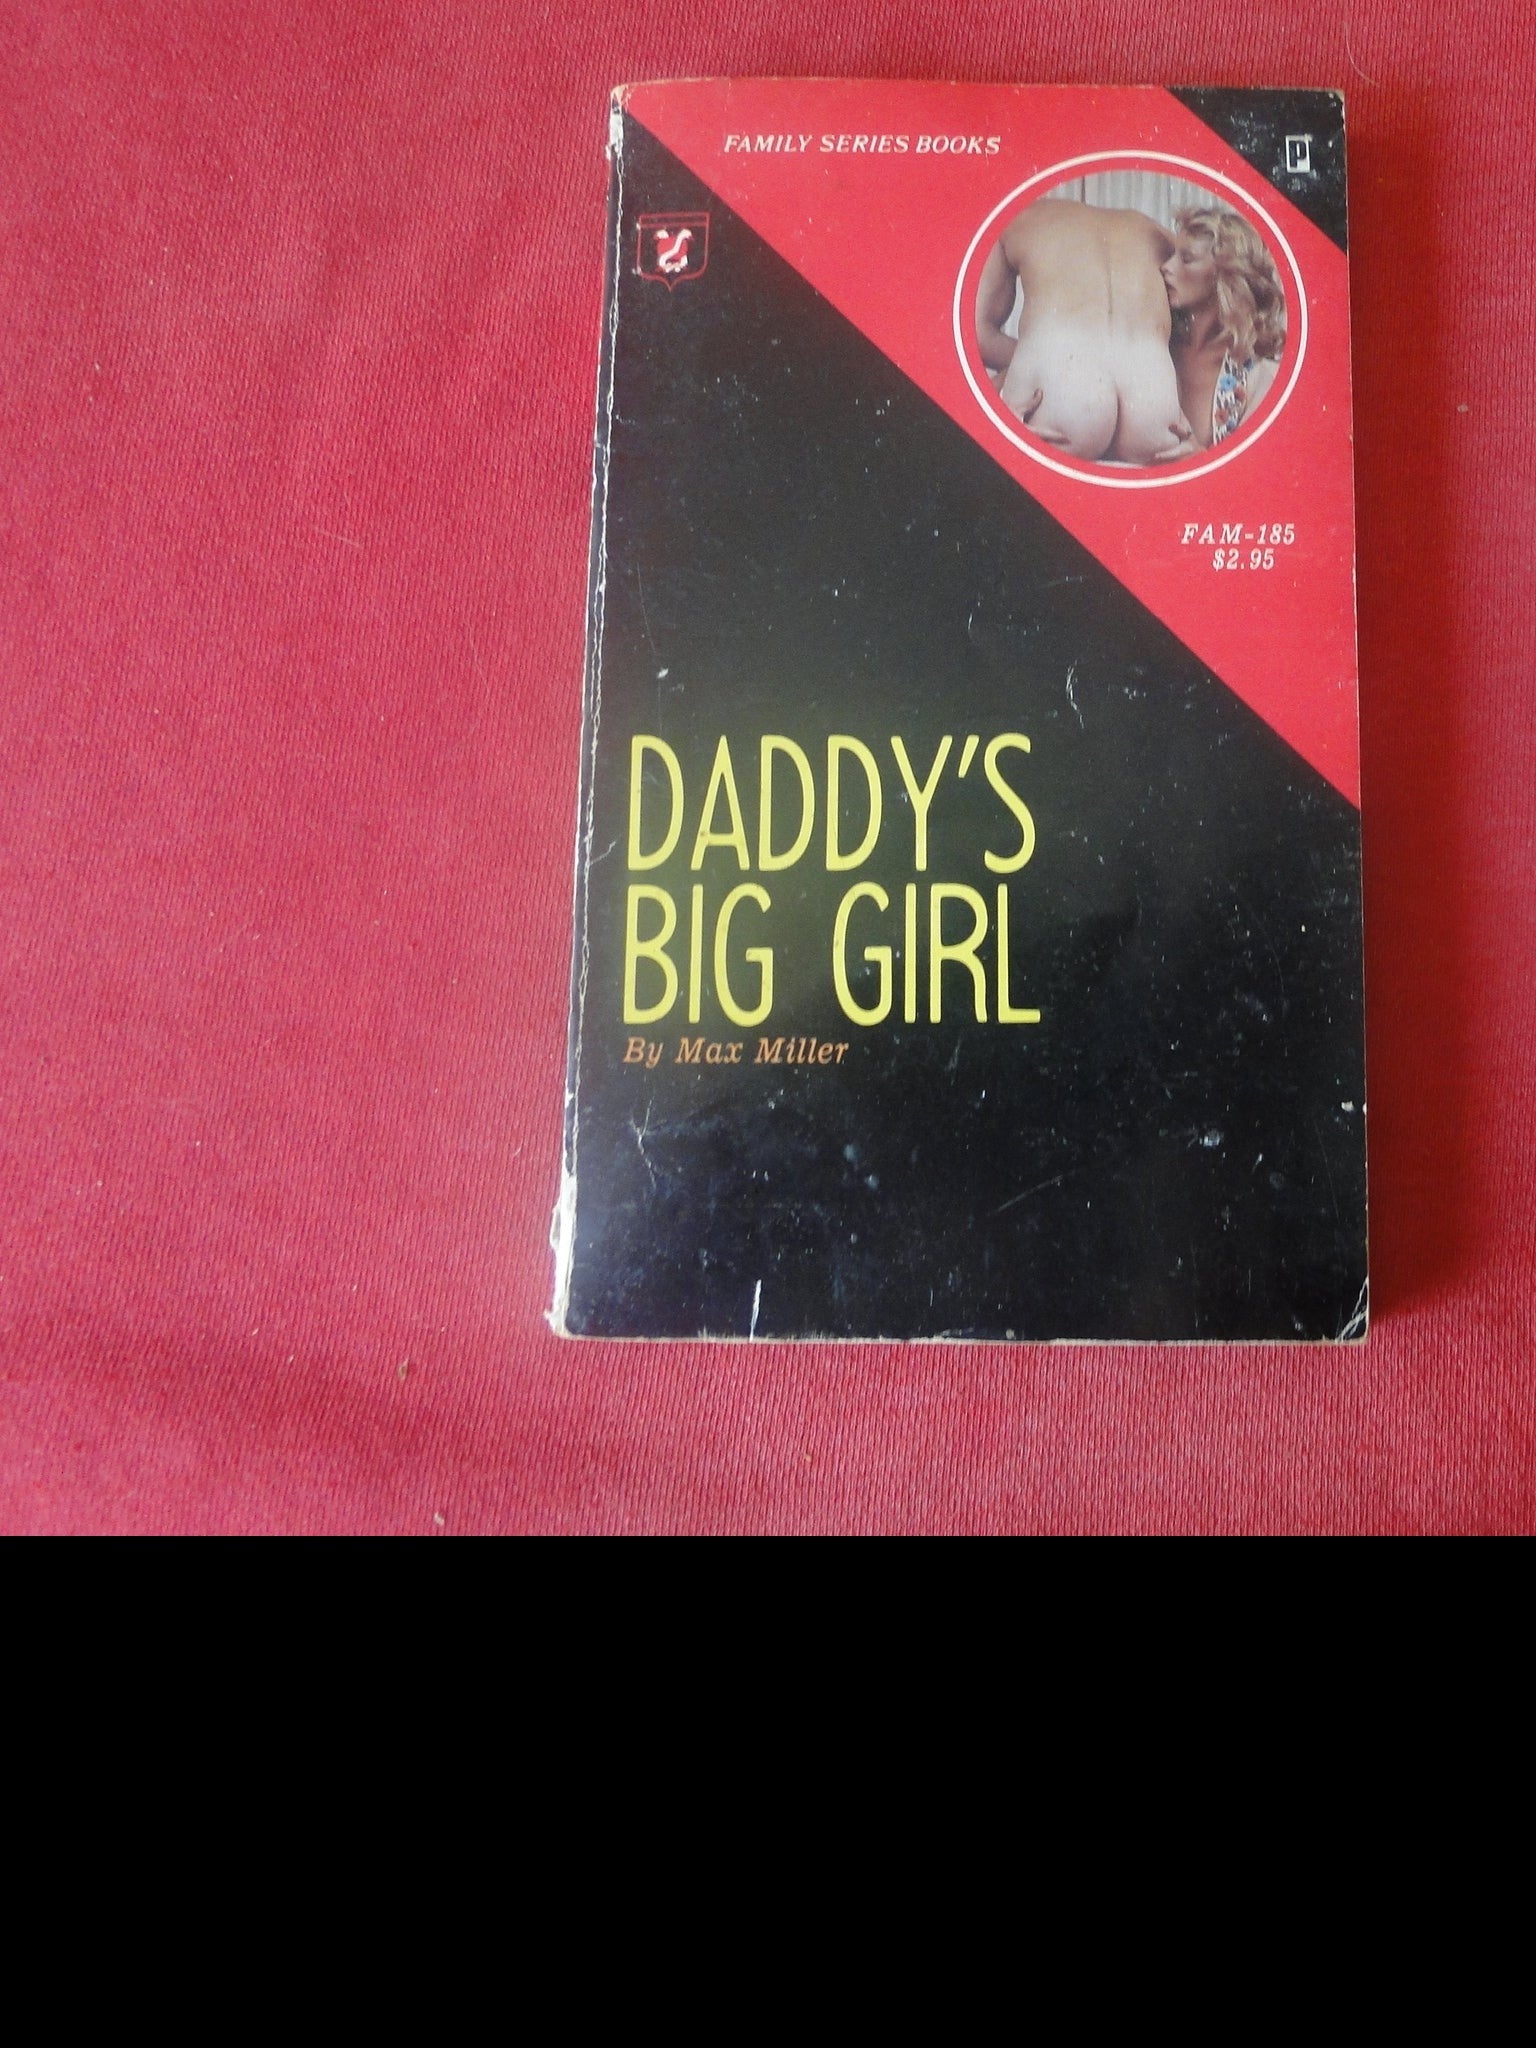 FAMILY SERIES BOOKS
P
FAM-185
$2.95
DADDY'S
BIG GIRL
By Max Miller